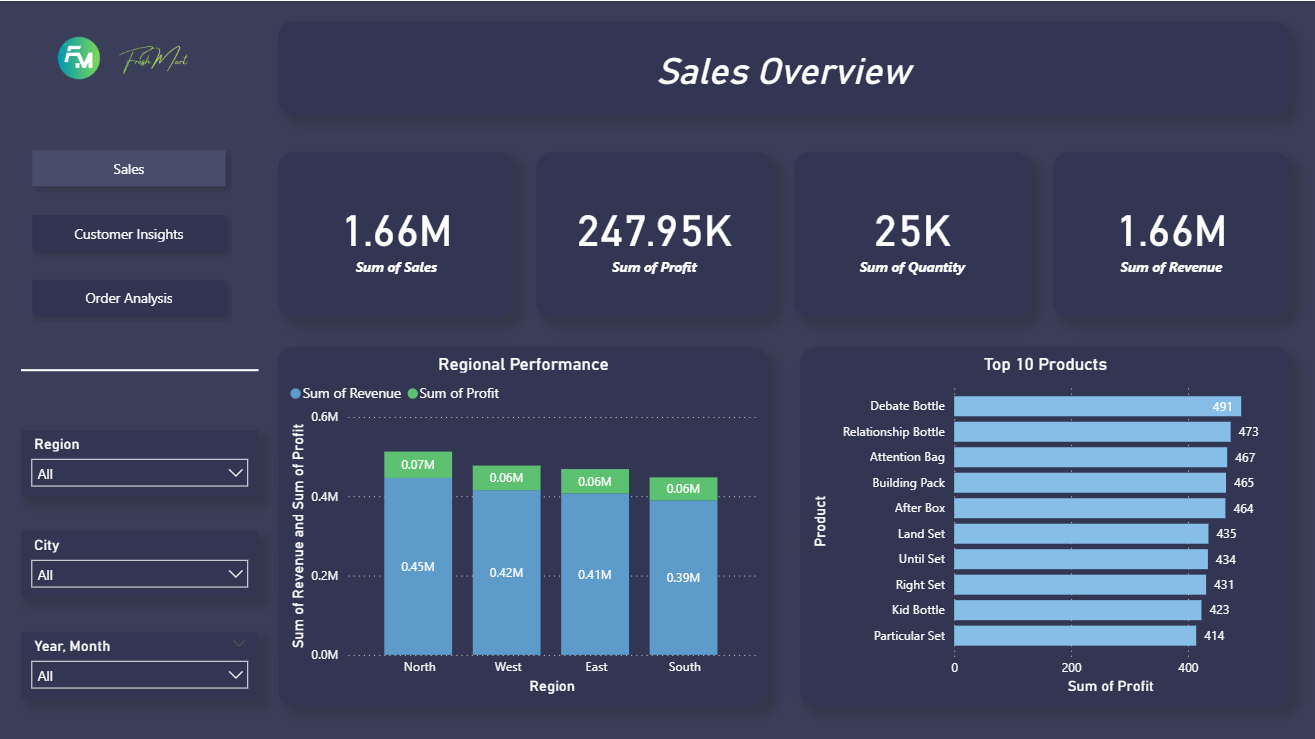 FM FreshMart
Sales Overview
Sales
Customer Insights
Order Analysis
1.66M
Sum of Sales
247.95K
Sum of Profit
25K
Sum of Quantity
1.66M
Sum of Revenue
Region
All
City
All
Year, Month
All
Regional Performance
Sum of Revenue Sum of Profit
Sum of Revenue and Sum of Profit
0.6M
0.4M
0.2M
0.0M
0.07M
0.06M
0.06M
0.06M
0.45M
0.42M
0.41M
0.39M
North West East South
Region
Top 10 Products
Product
Debate Bottle 491
Relationship Bottle 473
Attention Bag 467
Building Pack 465
After Box 464
Land Set 435
Until Set 434
Right Set 431
Kid Bottle 423
Particular Set 414
0 200 400
Sum of Profit